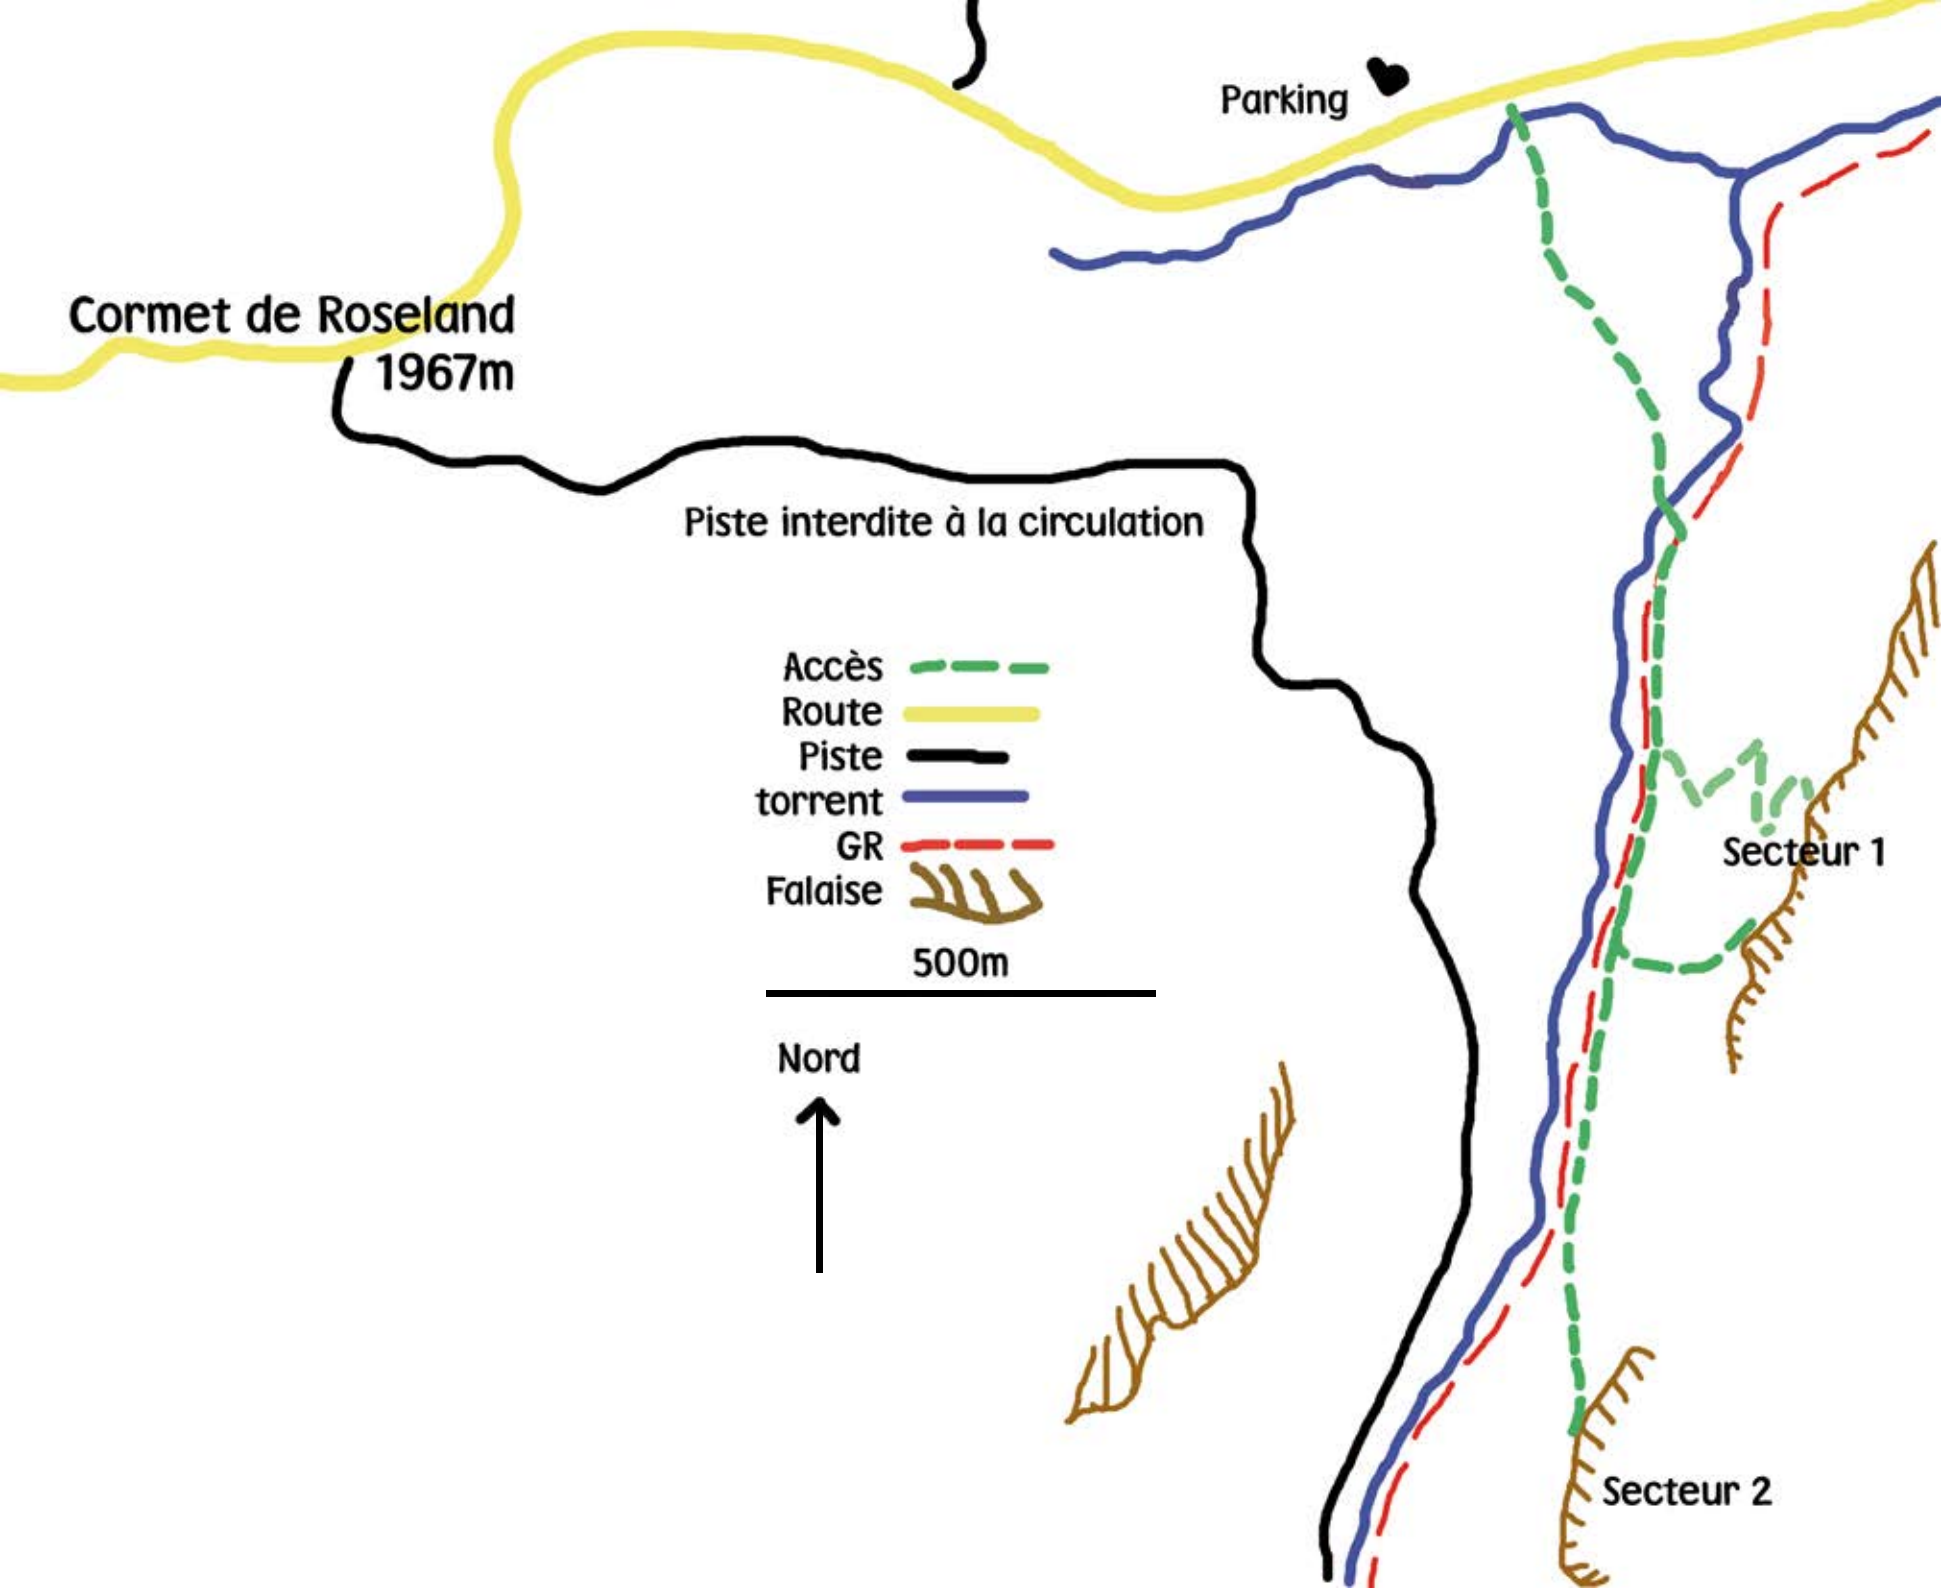 Parking
Cormet de Roseland
1967m
Piste interdite à la circulation
Accès
Route
Piste
torrent
GR
Falaise
500m
Nord
Secteur 1
Secteur 2